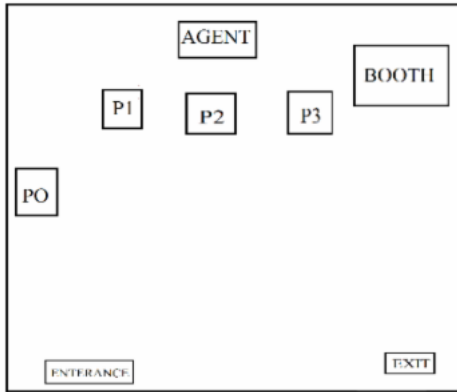 AGENT
BOOTH
P1
P2
P3
PO
ENTERANCE
EXIT